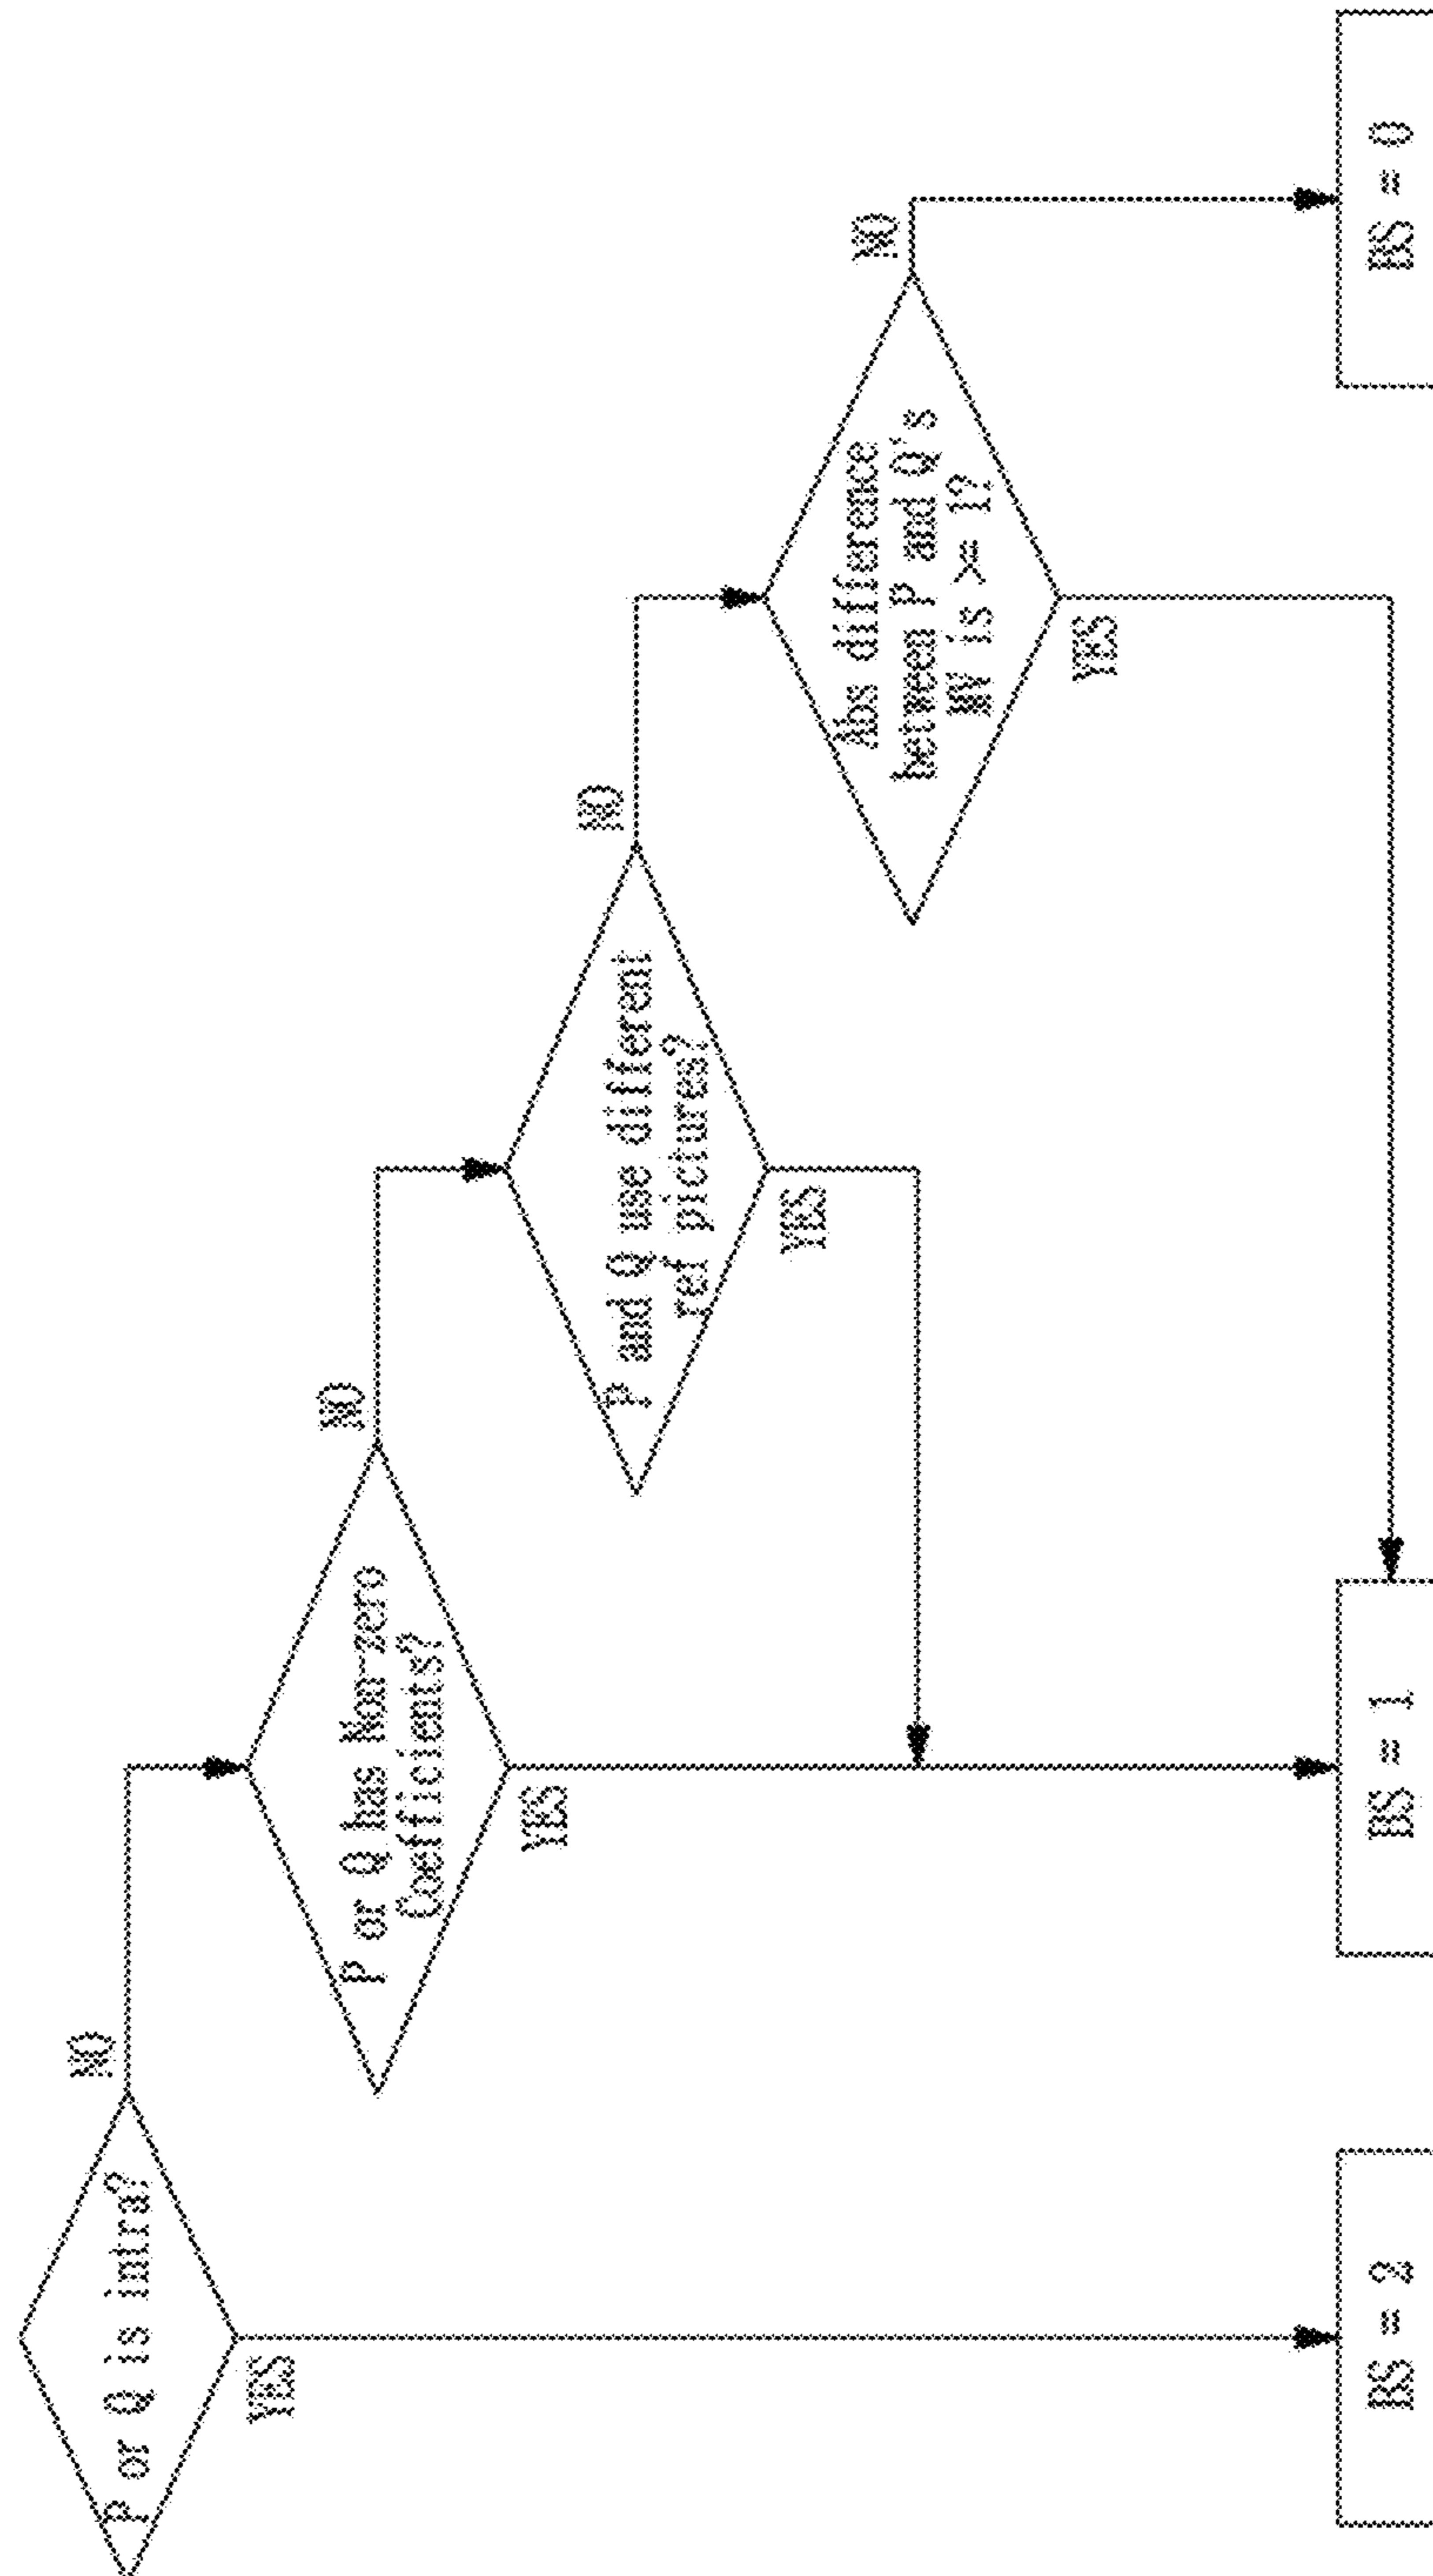 P or Q is intra?
NO
YES
P or Q has Non-zero
Coefficients?
NO
YES
P and Q use different
ref pictures?
NO
YES
Abs difference
between P and Q's
MV is >= 1?
NO
YES
BS = 2
BS = 1
BS = 0